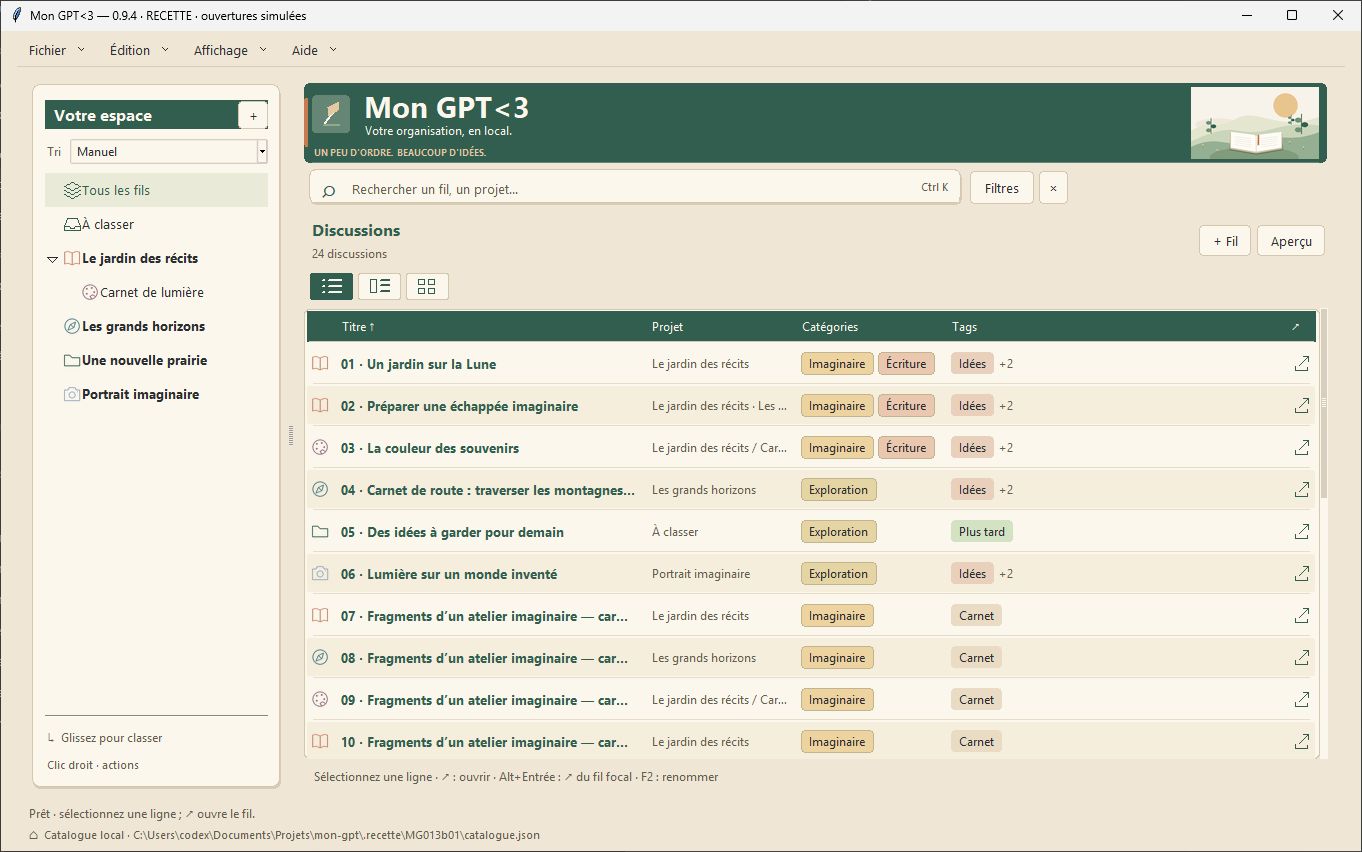 Mon GPT<3 — 0.9.4 · RECETTE · ouvertures simulées
Fichier Édition Affichage Aide
Votre espace +
Tri Manuel
Tous les fils
À classer
Le jardin des récits
Carnet de lumière
Les grands horizons
Une nouvelle prairie
Portrait imaginaire
↳ Glissez pour classer
Clic droit · actions
Mon GPT<3
Votre organisation, en local.
UN PEU D'ORDRE. BEAUCOUP D'IDÉES.
Rechercher un fil, un projet... Ctrl K Filtres ×
Discussions
24 discussions
+ Fil Aperçu
Titre ↑ Projet Catégories Tags ↗
01 · Un jardin sur la Lune Le jardin des récits Imaginaire Écriture Idées +2
02 · Préparer une échappée imaginaire Le jardin des récits · Les ... Imaginaire Écriture Idées +2
03 · La couleur des souvenirs Le jardin des récits / Car... Imaginaire Écriture Idées +2
04 · Carnet de route : traverser les montagnes... Les grands horizons Exploration Idées +2
05 · Des idées à garder pour demain À classer Exploration Plus tard
06 · Lumière sur un monde inventé Portrait imaginaire Exploration Idées +2
07 · Fragments d’un atelier imaginaire — car... Le jardin des récits Imaginaire Carnet
08 · Fragments d’un atelier imaginaire — car... Les grands horizons Imaginaire Carnet
09 · Fragments d’un atelier imaginaire — car... Le jardin des récits / Car... Imaginaire Carnet
10 · Fragments d’un atelier imaginaire — car... Le jardin des récits Imaginaire Carnet
Sélectionnez une ligne · ↗ : ouvrir · Alt+Entrée : ↗ du fil focal · F2 : renommer
Prêt · sélectionnez une ligne ; ↗ ouvre le fil.
⌂ Catalogue local · C:\Users\codex\Documents\Projets\mon-gpt\.recette\MG013b01\catalogue.json